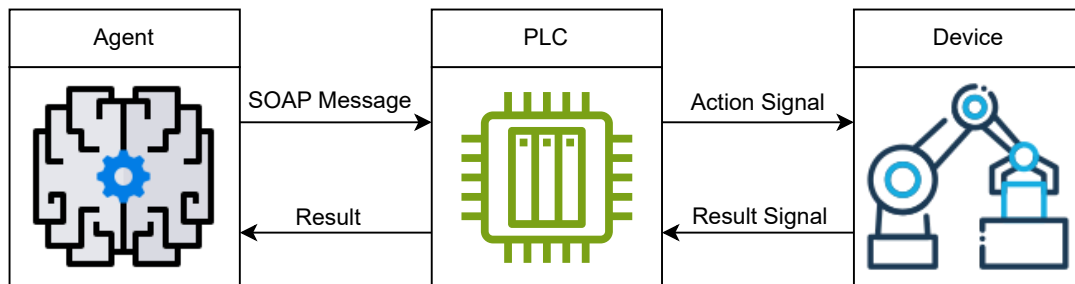 Agent
PLC
Device
SOAP Message
Action Signal
Result
Result Signal